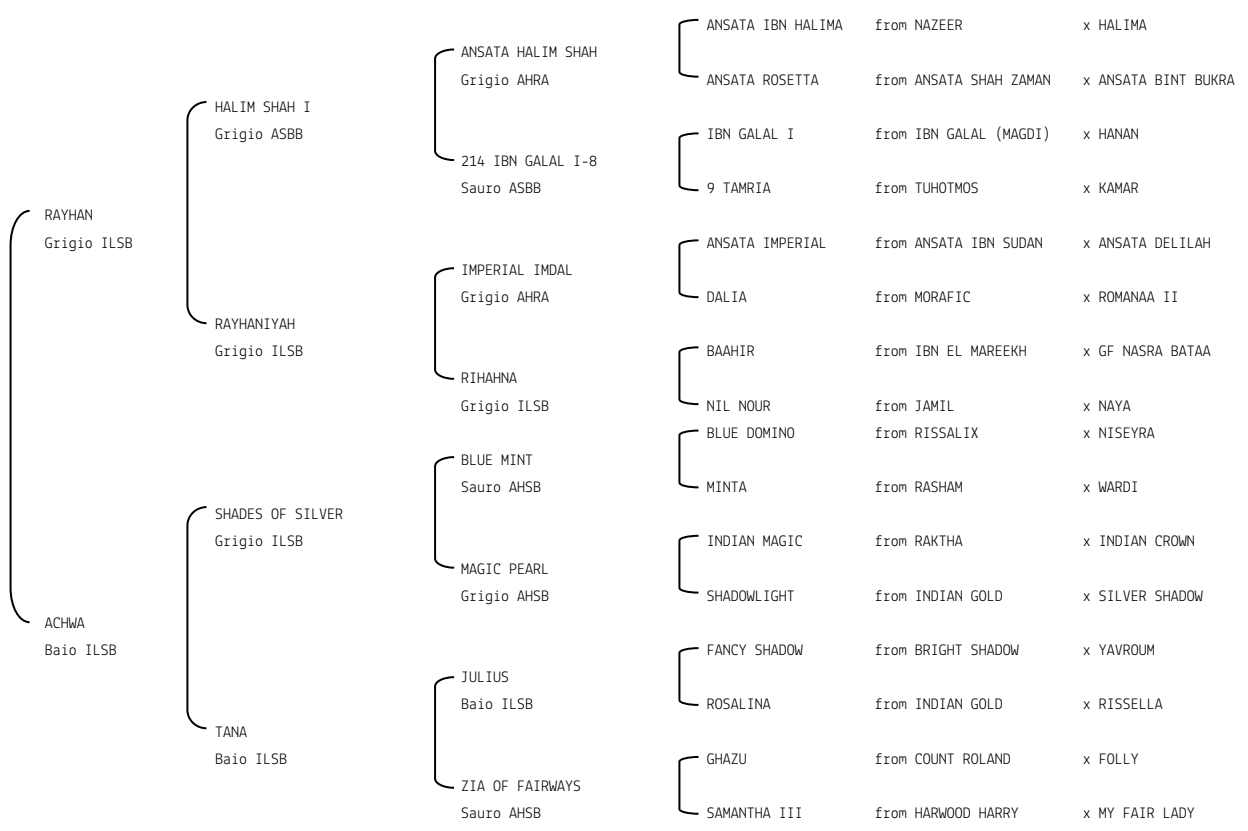 ANSATA IBN HALIMA from NAZEER x HALIMA
ANSATA HALIM SHAH
Grigio AHRA
ANSATA ROSETTA from ANSATA SHAH ZAMAN x ANSATA BINT BUKRA
HALIM SHAH I
Grigio ASBB
IBN GALAL I from IBN GALAL (MAGDI) x HANAN
214 IBN GALAL I-8
Sauro ASBB
9 TAMRIA from TUHOTMOS x KAMAR
RAYHAN
Grigio ILSB
ANSATA IMPERIAL from ANSATA IBN SUDAN x ANSATA DELILAH
IMPERIAL IMDAL
Grigio AHRA
DALIA from MORAFIC x ROMANAA II
RAYHANIYAH
Grigio ILSB
BAAHIR from IBN EL MAREEKH x GF NASRA BATAA
RIHAHNA
Grigio ILSB
NIL NOUR from JAMIL x NAYA
BLUE DOMINO from RISSALIX x NISEYRA
BLUE MINT
Sauro AHSB
MINTA from RASHAM x WARDI
SHADES OF SILVER
Grigio ILSB
INDIAN MAGIC from RAKTHA x INDIAN CROWN
MAGIC PEARL
Grigio AHSB
SHADOWLIGHT from INDIAN GOLD x SILVER SHADOW
ACHWA
Baio ILSB
FANCY SHADOW from BRIGHT SHADOW x YAVROUM
JULIUS
Baio ILSB
ROSALINA from INDIAN GOLD x RISSELLA
TANA
Baio ILSB
GHAZU from COUNT ROLAND x FOLLY
ZIA OF FAIRWAYS
Sauro AHSB
SAMANTHA III from HARWOOD HARRY x MY FAIR LADY